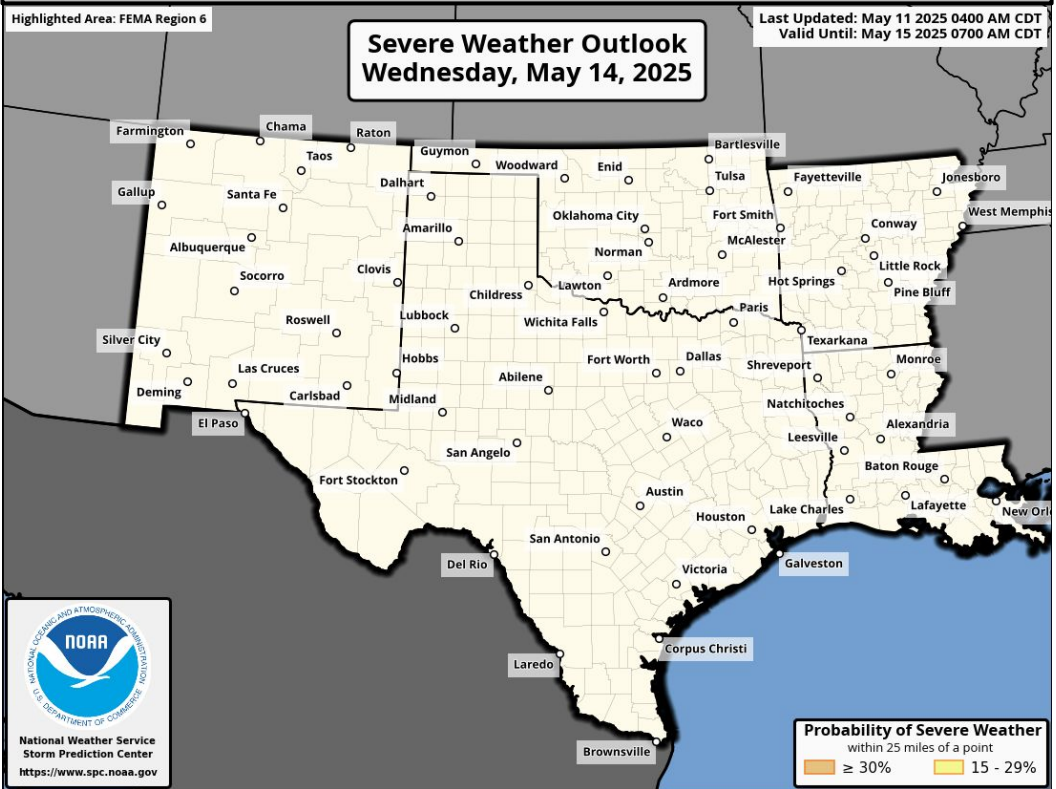 Highlighted Area: FEMA Region 6
Severe Weather Outlook
Wednesday, May 14, 2025
Last Updated: May 11 2025 0400 AM CDT
Valid Until: May 15 2025 0700 AM CDT
Farmington
Chama
Raton
Taos
Guymon
Woodward
Enid
Bartlesville
Tulsa
Fayetteville
Jonesboro
Gallup
Santa Fe
Dalhart
Amarillo
Oklahoma City
Fort Smith
West Memphis
Albuquerque
Norman
McAlester
Conway
Socorro
Clovis
Childress
Lawton
Ardmore
Hot Springs
Little Rock
Pine Bluff
Roswell
Lubbock
Wichita Falls
Paris
Texarkana
Silver City
Hobbs
Fort Worth
Dallas
Shreveport
Monroe
Deming
Las Cruces
Carlsbad
Midland
Abilene
Natchitoches
El Paso
Waco
Leesville
Alexandria
San Angelo
Fort Stockton
Baton Rouge
Austin
Houston
Lake Charles
Lafayette
New Orl
San Antonio
Del Rio
Galveston
Victoria
Corpus Christi
Laredo
Brownsville
NATIONAL OCEANIC AND ATMOSPHERIC ADMINISTRATION
NOAA
U.S. DEPARTMENT OF COMMERCE
National Weather Service
Storm Prediction Center
https://www.spc.noaa.gov
Probability of Severe Weather
within 25 miles of a point
≥ 30%
15 - 29%